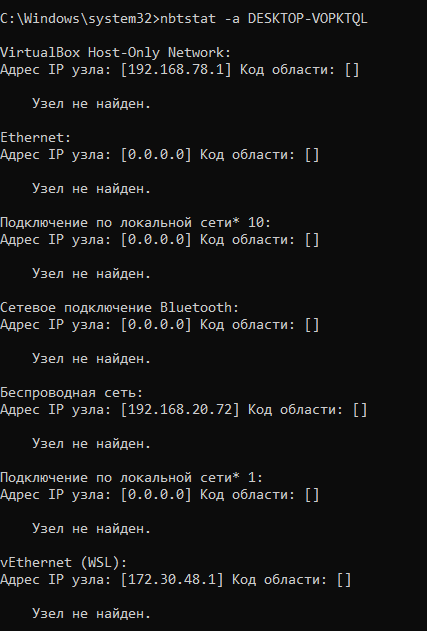 C:\Windows\system32>nbtstat -a DESKTOP-VOPKTQL
VirtualBox Host-Only Network:
Адрес IP узла: [192.168.78.1] Код области: []
Узел не найден.
Ethernet:
Адрес IP узла: [0.0.0.0] Код области: []
Узел не найден.
Подключение по локальной сети* 10:
Адрес IP узла: [0.0.0.0] Код области: []
Узел не найден.
Сетевое подключение Bluetooth:
Адрес IP узла: [0.0.0.0] Код области: []
Узел не найден.
Беспроводная сеть:
Адрес IP узла: [192.168.20.72] Код области: []
Узел не найден.
Подключение по локальной сети* 1:
Адрес IP узла: [0.0.0.0] Код области: []
Узел не найден.
vEthernet (WSL):
Адрес IP узла: [172.30.48.1] Код области: []
Узел не найден.